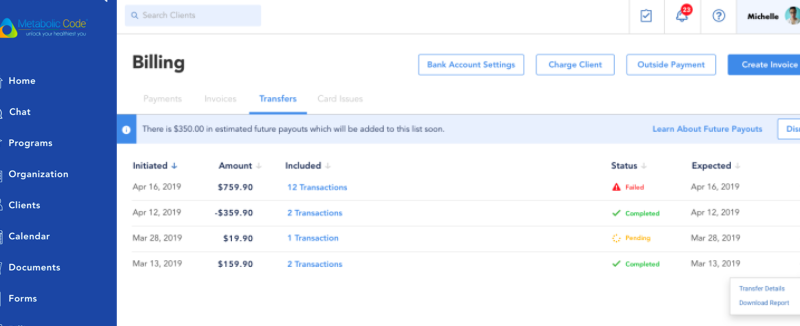 Metabolic Code
unlock your healthiest you
Search Clients
23
Michelle
Home
Chat
Programs
Organization
Clients
Calendar
Documents
Forms
Billing
Bank Account Settings
Charge Client
Outside Payment
Create Invoice
Payments Invoices Transfers Card Issues
There is $350.00 in estimated future payouts which will be added to this list soon. Learn About Future Payouts
Initiated Amount Included Status Expected
Apr 16, 2019 $759.90 12 Transactions Failed Apr 16, 2019
Apr 12, 2019 -$359.90 2 Transactions Completed Apr 12, 2019
Mar 28, 2019 $19.90 1 Transaction Pending Mar 28, 2019
Mar 13, 2019 $159.90 2 Transactions Completed Mar 13, 2019
Transfer Details
Download Report